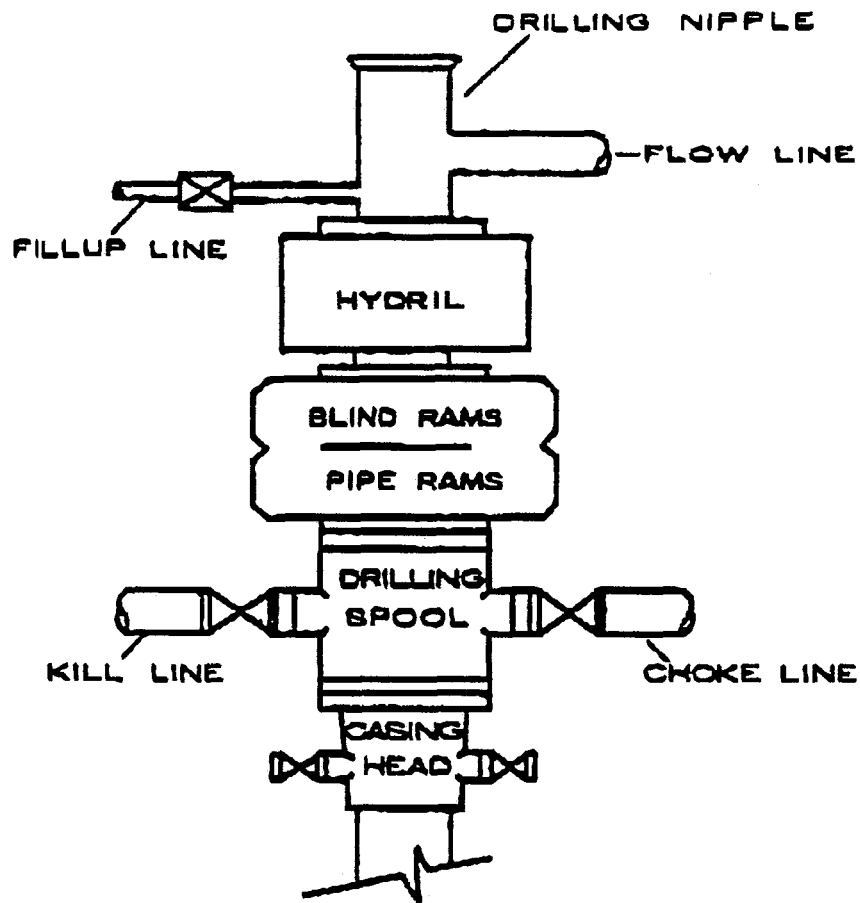 DRILLING NIPPLE
FLOW LINE
FILLUP LINE
HYDRIL
BLIND RAMS
PIPE RAMS
DRILLING
SPOOL
KILL LINE
CHOKE LINE
CASING
HEAD